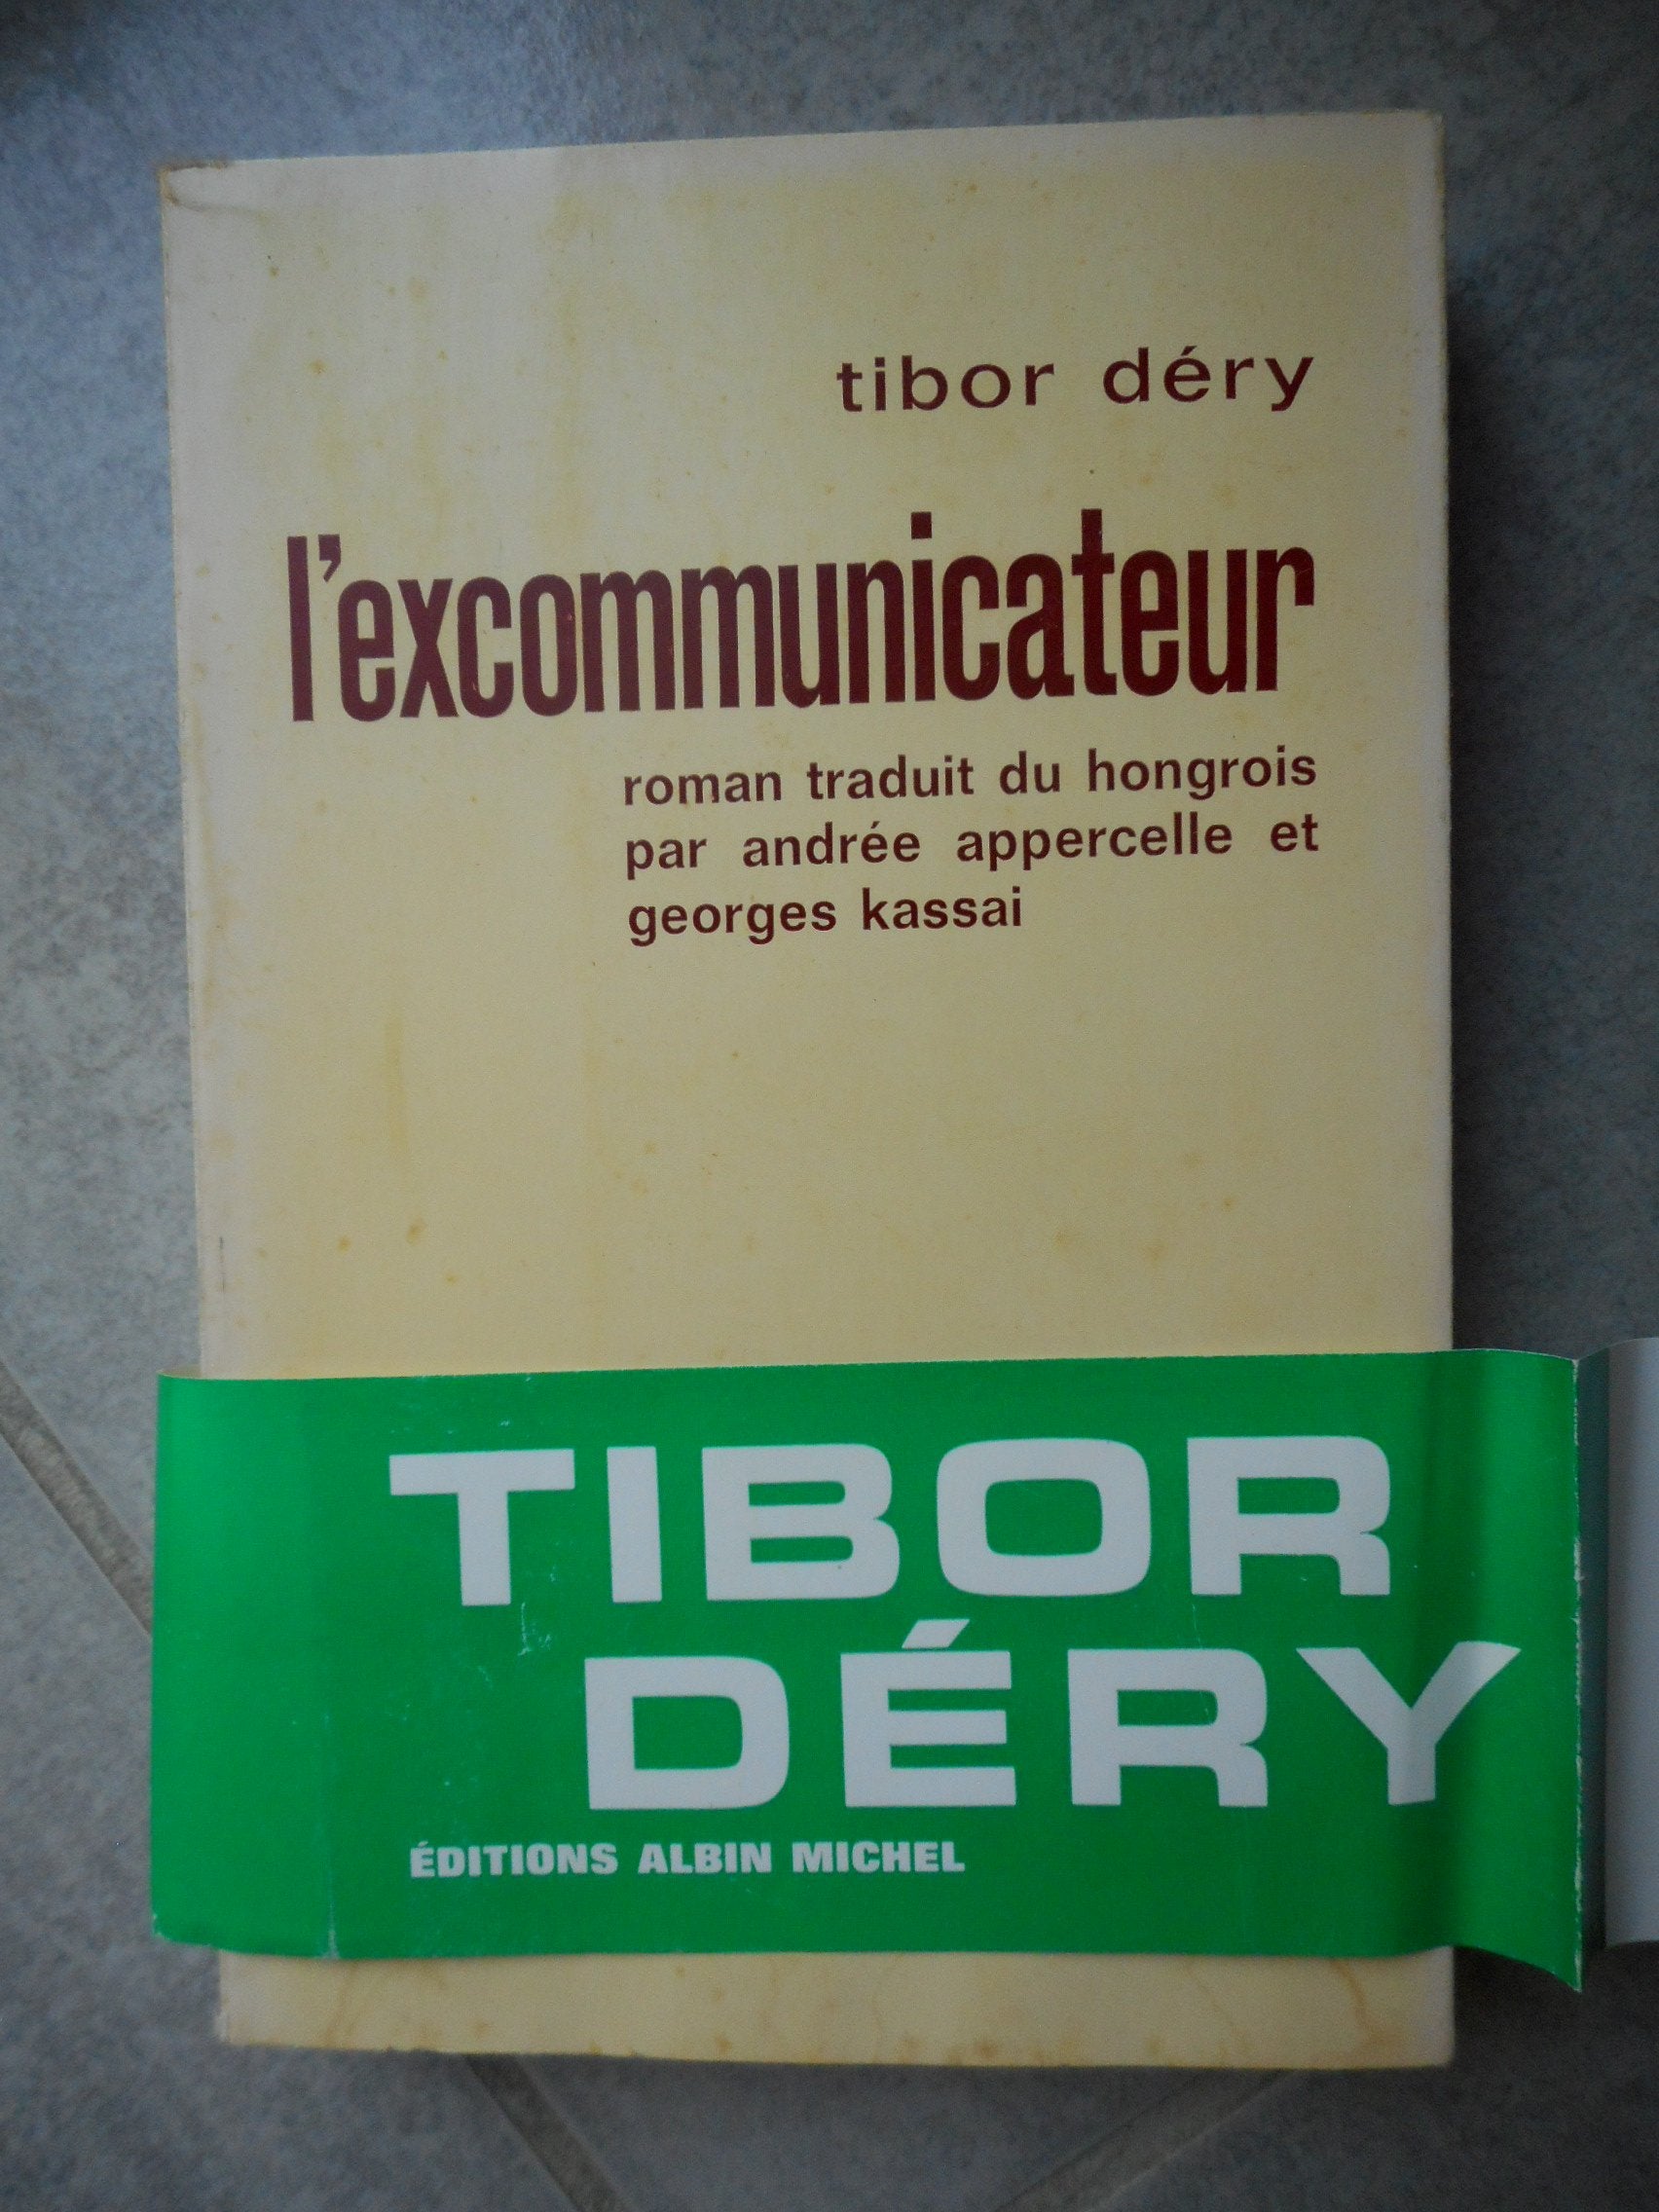 tibor déry
l'excommunicateur
roman traduit du hongrois
par andrée appercelle et
georges kassai
TIBOR
DÉRY
ÉDITIONS ALBIN MICHEL